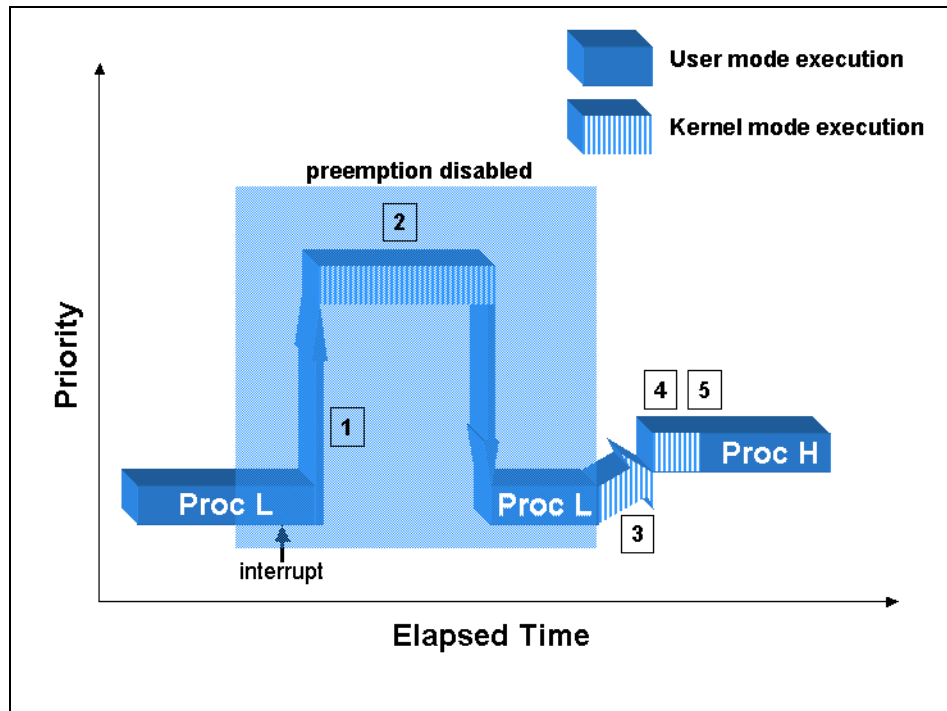 User mode execution
Kernel mode execution
preemption disabled
2
Priority
1
4 5
Proc L
Proc L
Proc H
3
interrupt
Elapsed Time